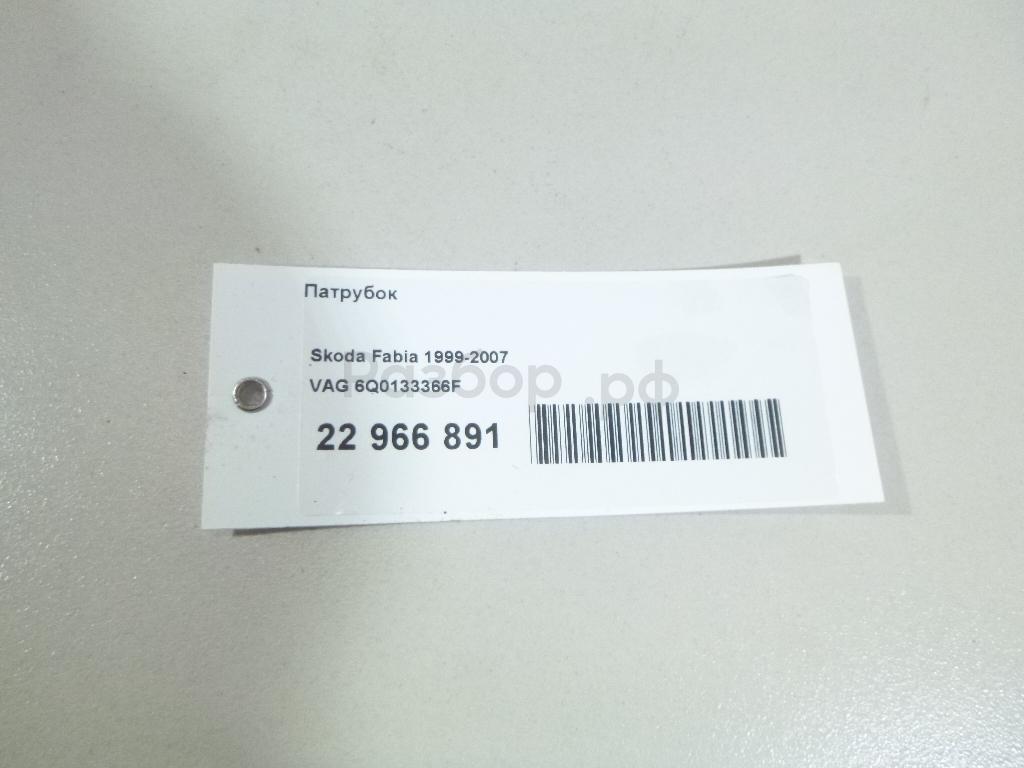 Патрубок
Skoda Fabia 1999-2007
Разбор.рф
VAG 6Q0133366F
22 966 891